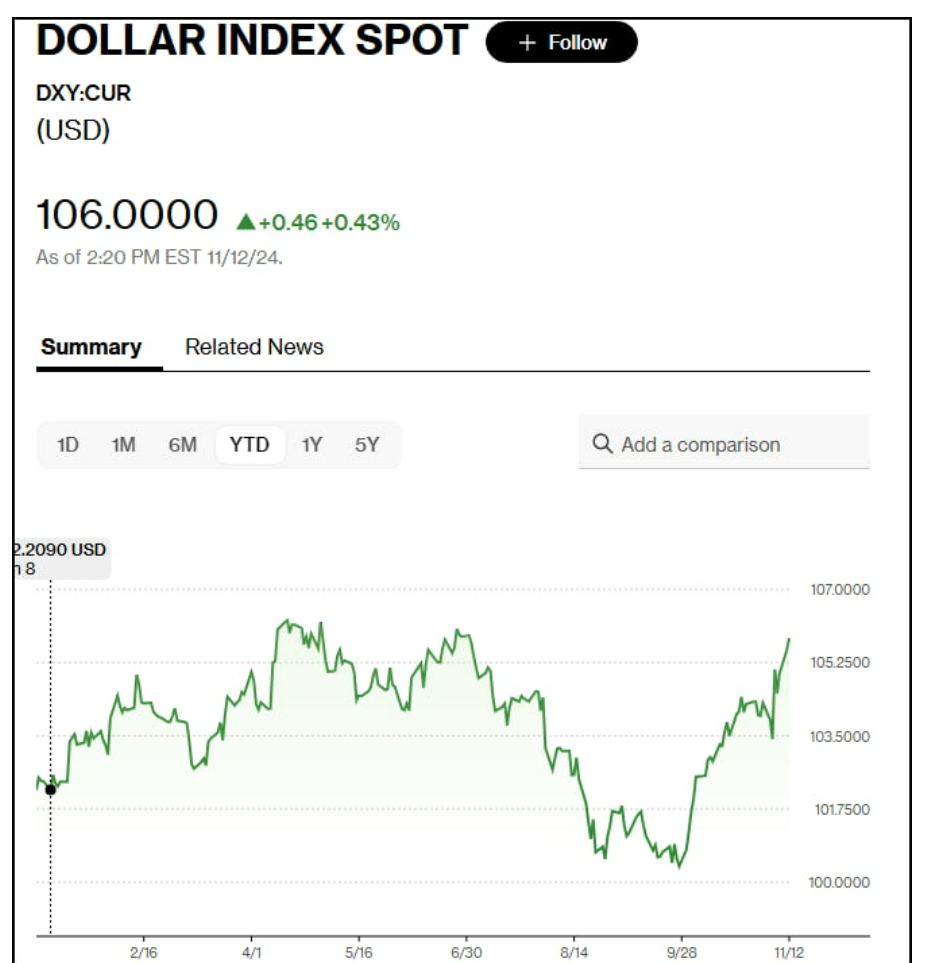 DOLLAR INDEX SPOT + Follow
DXY:CUR
(USD)
106.0000 ▲+0.46 +0.43%
As of 2:20 PM EST 11/12/24.
Summary Related News
1D 1M 6M YTD 1Y 5Y Add a comparison
2.2090 USD
8
107.0000
105.2500
103.5000
101.7500
100.0000
2/16 4/1 5/16 6/30 8/14 9/28 11/12